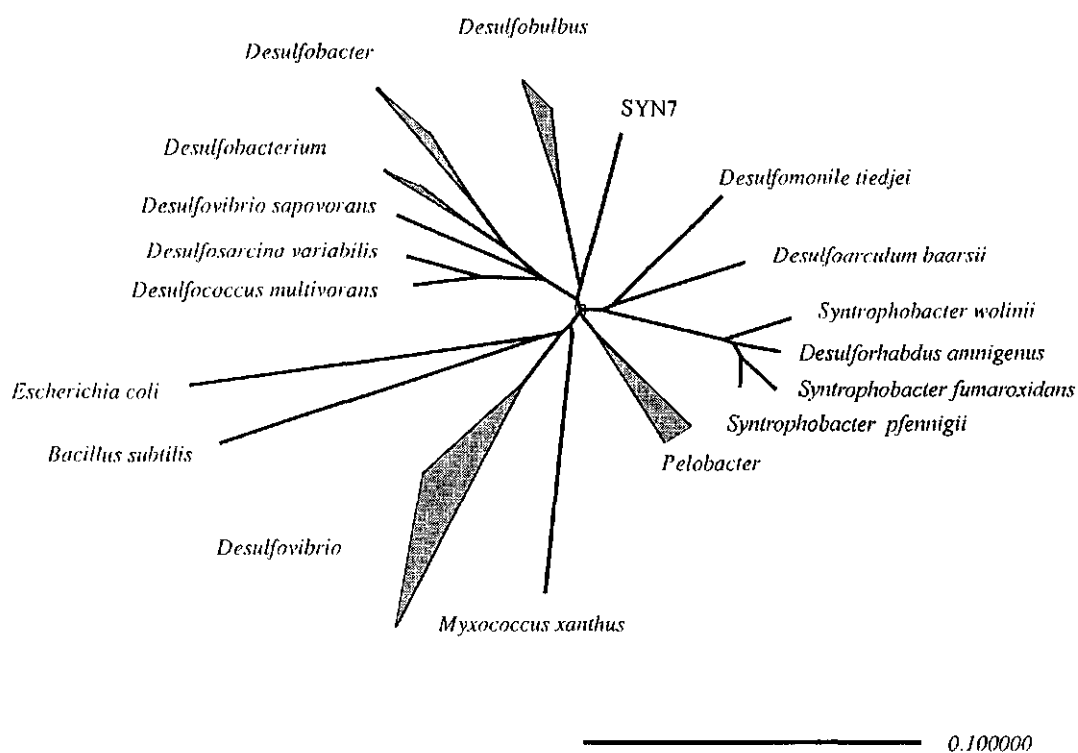 Desulfobulbus
Desulfobacter
SYN7
Desulfobacterium
Desulfomonile tiedjei
Desulfovibrio sapovorans
Desulfosarcina variabilis
Desulfoarculum baarsii
Desulfococcus multivorans
Syntrophobacter wolinii
Desulforhabdus amnigenus
Escherichia coli
Syntrophobacter fumaroxidans
Syntrophobacter pfennigii
Bacillus subtilis
Pelobacter
Desulfovibrio
Myxococcus xanthus
0.100000